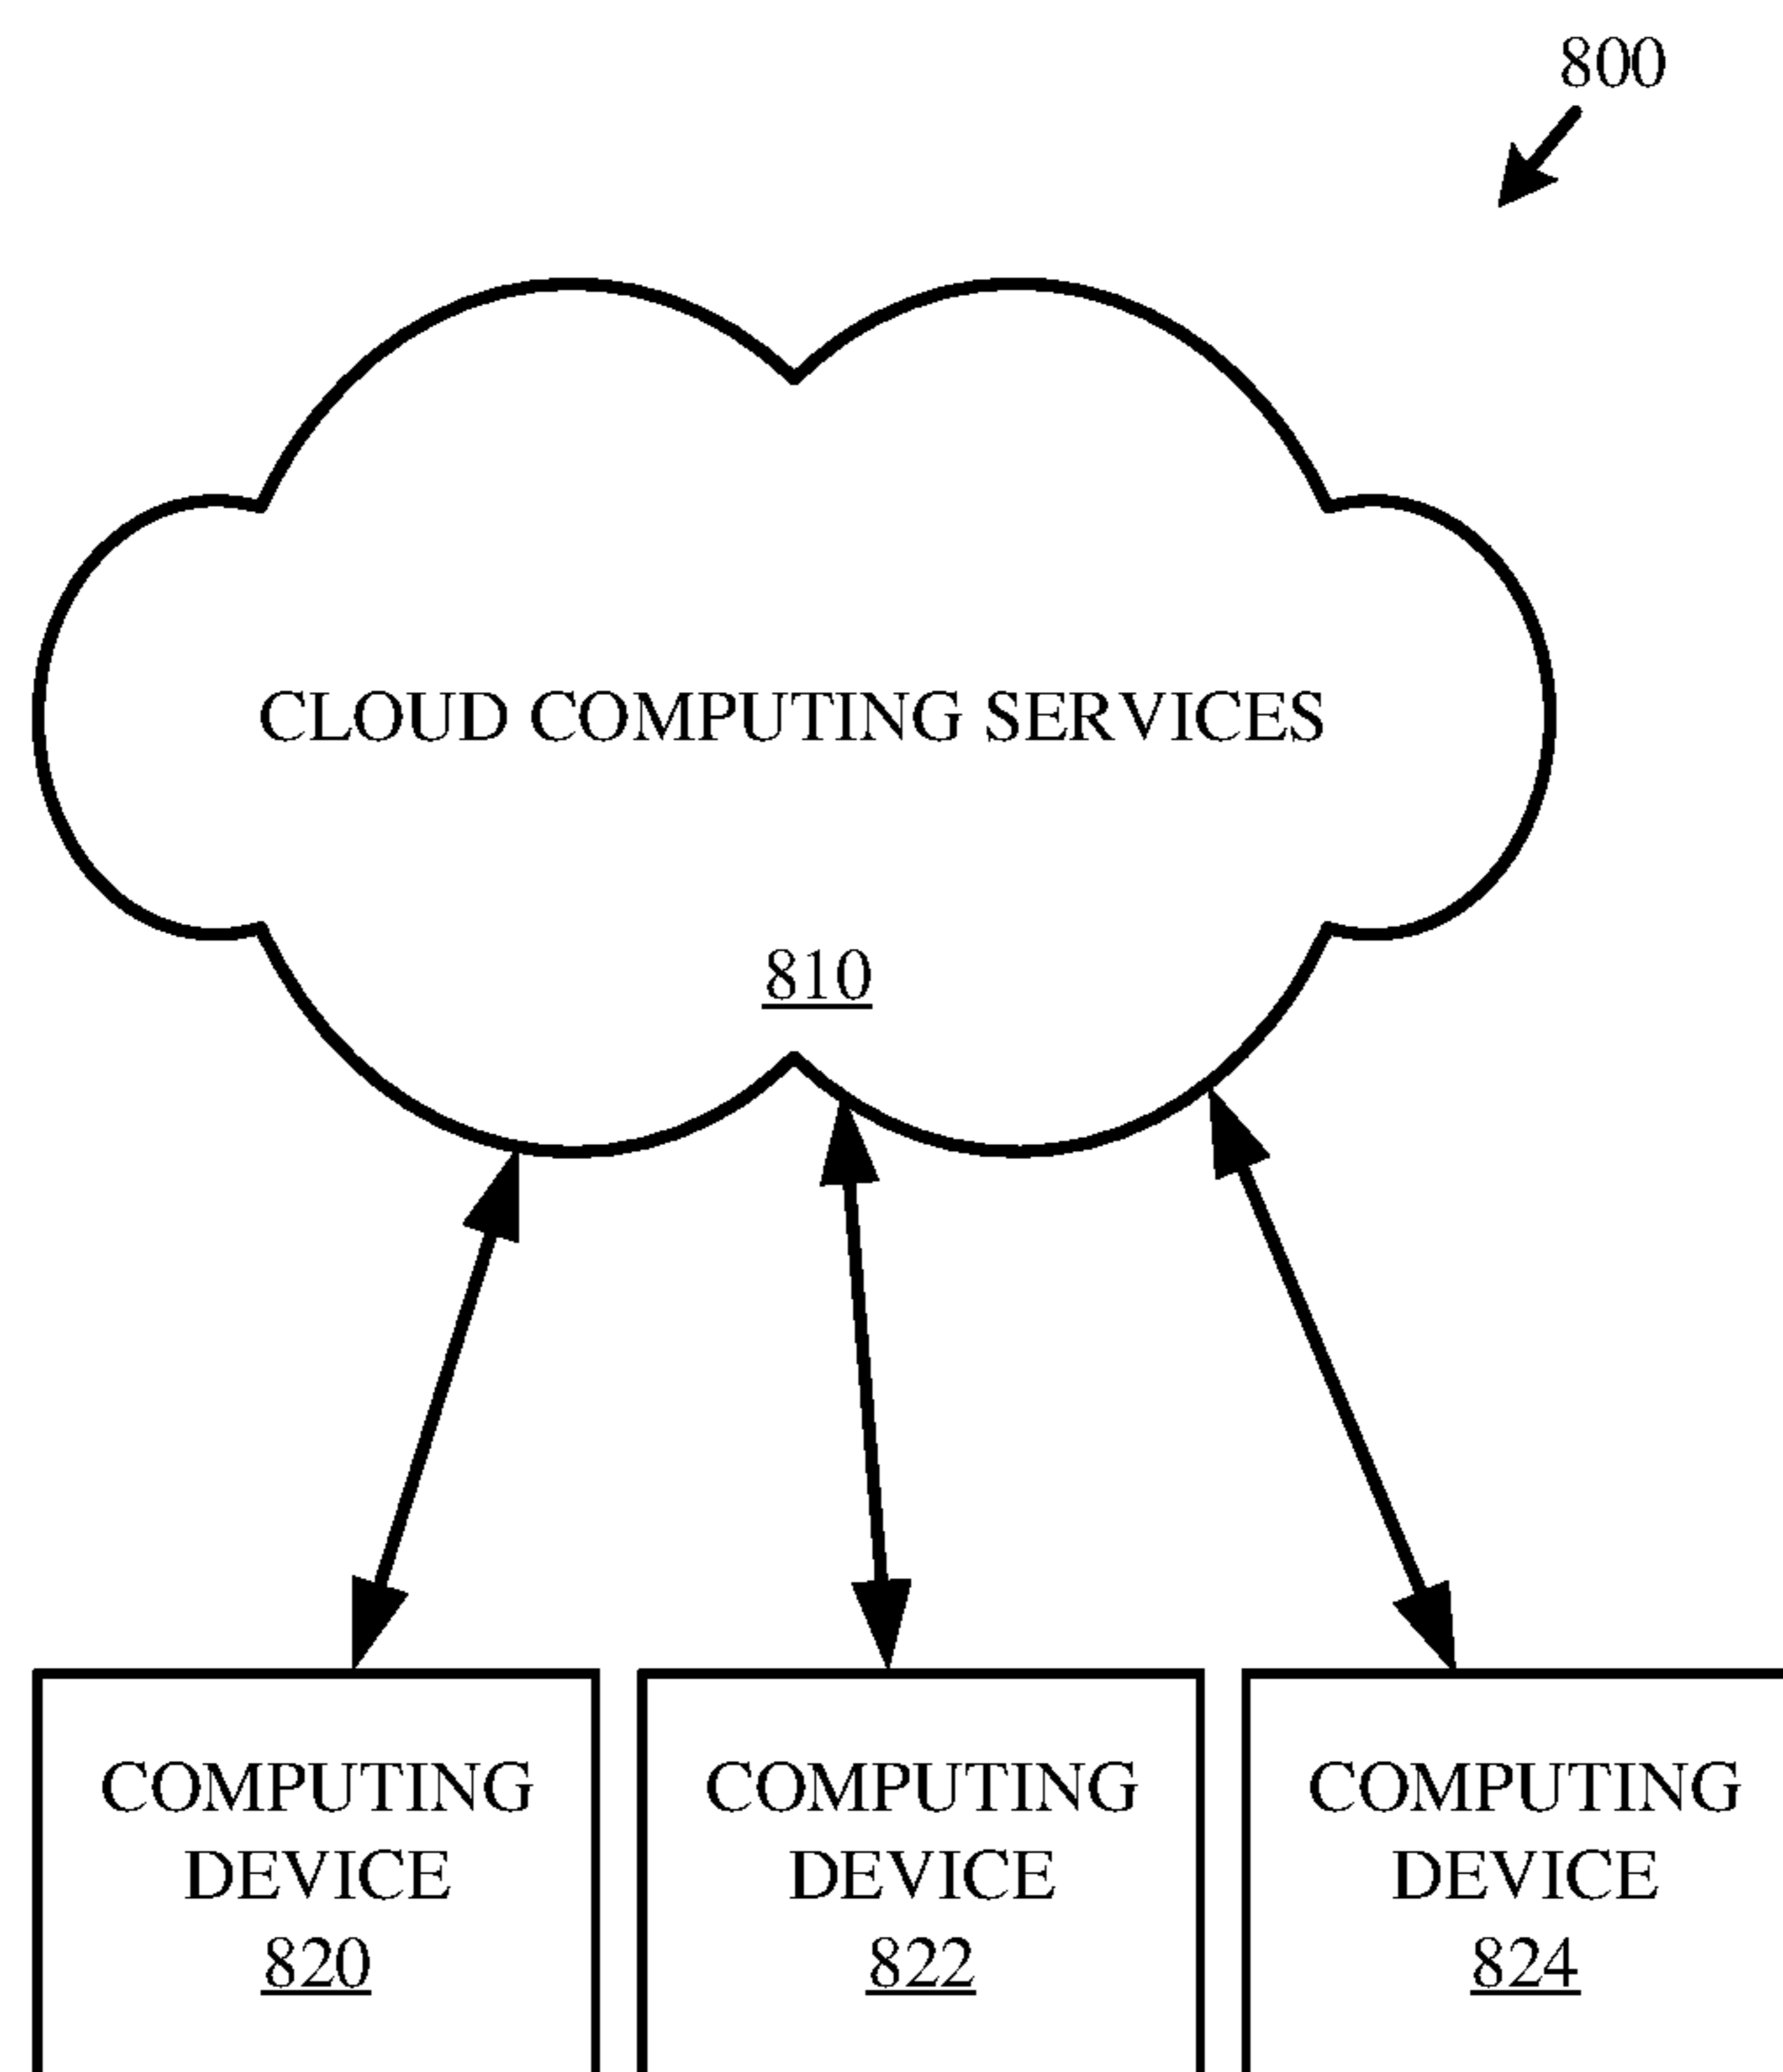 800
CLOUD COMPUTING SERVICES
810
COMPUTING
DEVICE
820
COMPUTING
DEVICE
822
COMPUTING
DEVICE
824